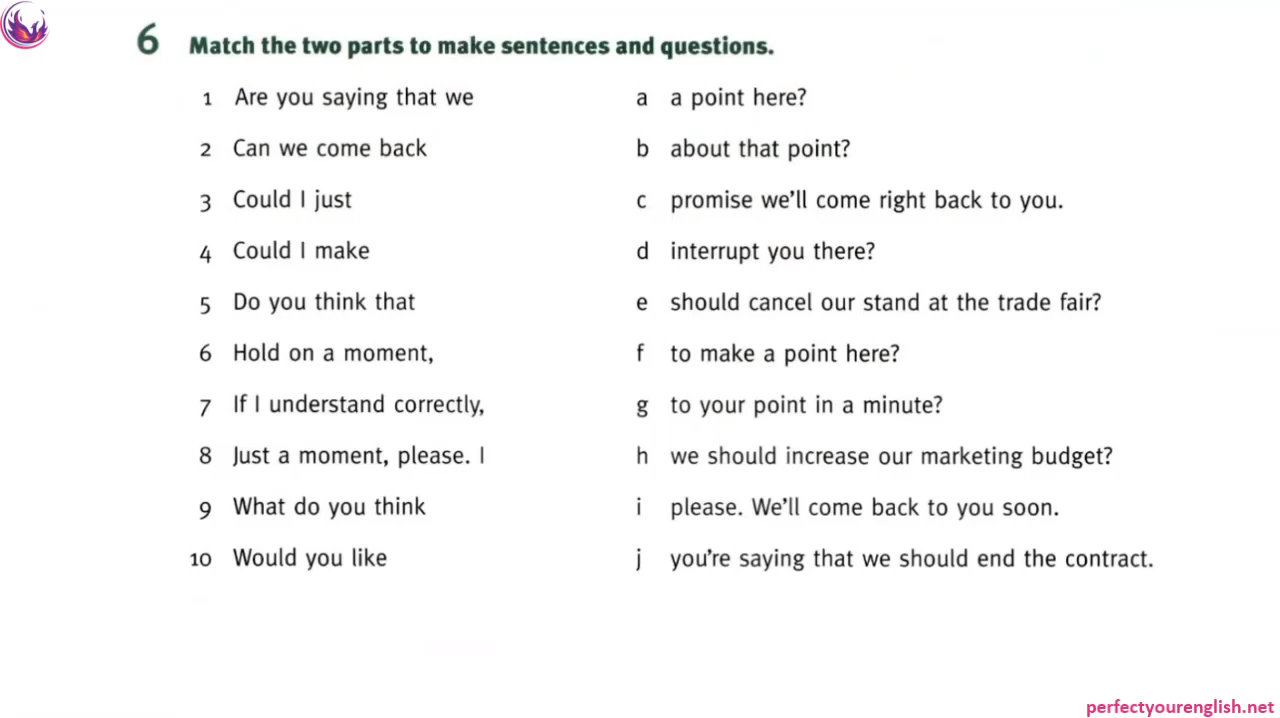 6 Match the two parts to make sentences and questions.
1 Are you saying that we a a point here?
2 Can we come back b about that point?
3 Could I just c promise we'll come right back to you.
4 Could I make d interrupt you there?
5 Do you think that e should cancel our stand at the trade fair?
6 Hold on a moment, f to make a point here?
7 If I understand correctly, g to your point in a minute?
8 Just a moment, please. I h we should increase our marketing budget?
9 What do you think i please. We'll come back to you soon.
10 Would you like j you're saying that we should end the contract.
perfectyourenglish.net